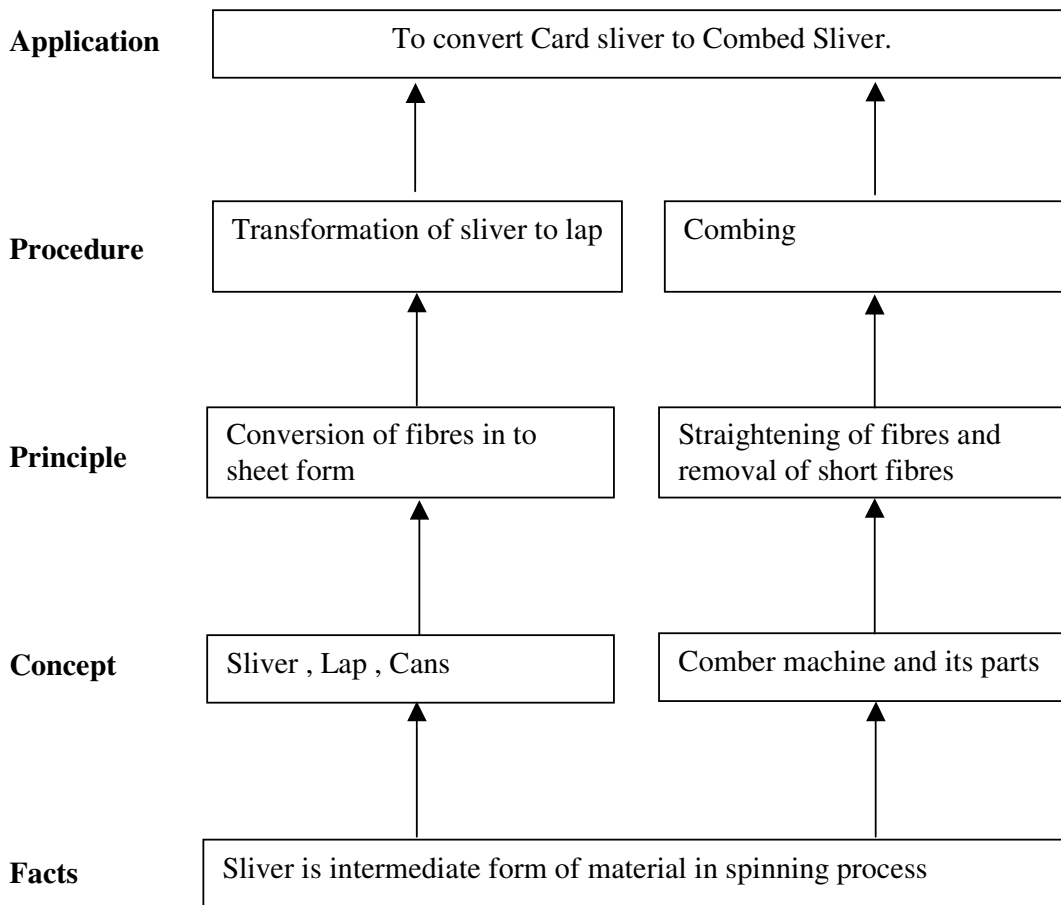 Application
To convert Card sliver to Combed Sliver.
Procedure
Transformation of sliver to lap
Combing
Principle
Conversion of fibres in to
sheet form
Straightening of fibres and
removal of short fibres
Concept
Sliver , Lap , Cans
Comber machine and its parts
Facts
Sliver is intermediate form of material in spinning process